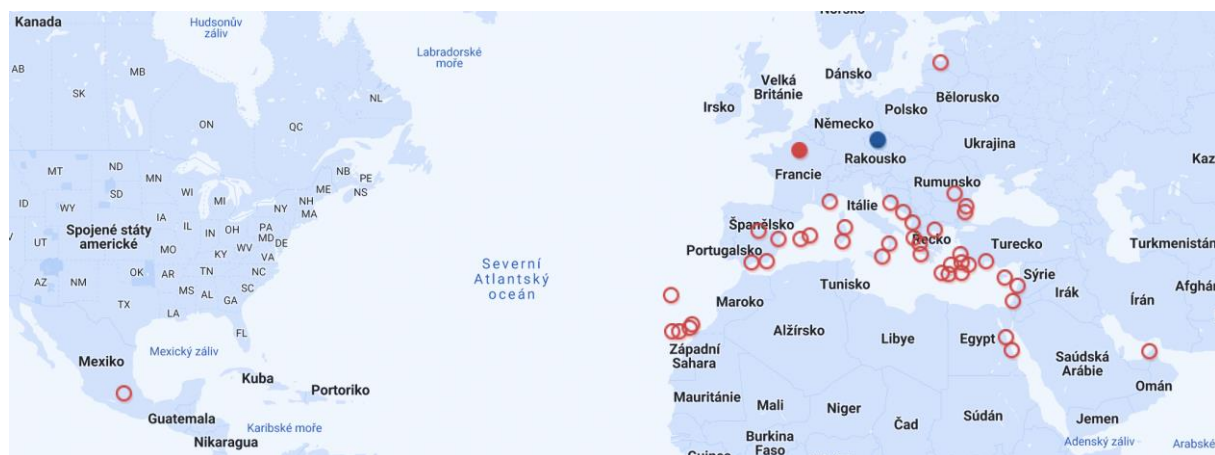 Kanada
Hudsonův
záliv
Labradorské
moře
AB
MB
SK
NL
ON
QC
MT
ND
MN
NB
PE
NS
ID
WY
SD
WI
MI
ME
NH
MA
NY
IA
IL
IN
OH
PA
MD
DE
UT
Spojené státy
americké
MO
KY
WV
VA
AZ
NM
OK
AR
TN
NC
SC
MS
AL
GA
TX
LA
FL
Mexický záliv
Mexiko
Kuba
Portoriko
Guatemala
Karibské moře
Nikaragua
Severní
Atlantský
oceán
Irsko
Velká
Británie
Dánsko
Polsko
Bělorusko
Německo
Ukrajina
Rakousko
Francie
Rumunsko
Itálie
Španělsko
Portugalsko
Řecko
Turecko
Turkmenistán
Sýrie
Irák
Írán
Tunisko
Maroko
Alžírsko
Libye
Egypt
Saúdská
Arábie
Omán
Západní
Sahara
Mauritánie
Mali
Niger
Čad
Súdán
Jemen
Adenský záliv
Arabské
Burkina
Faso